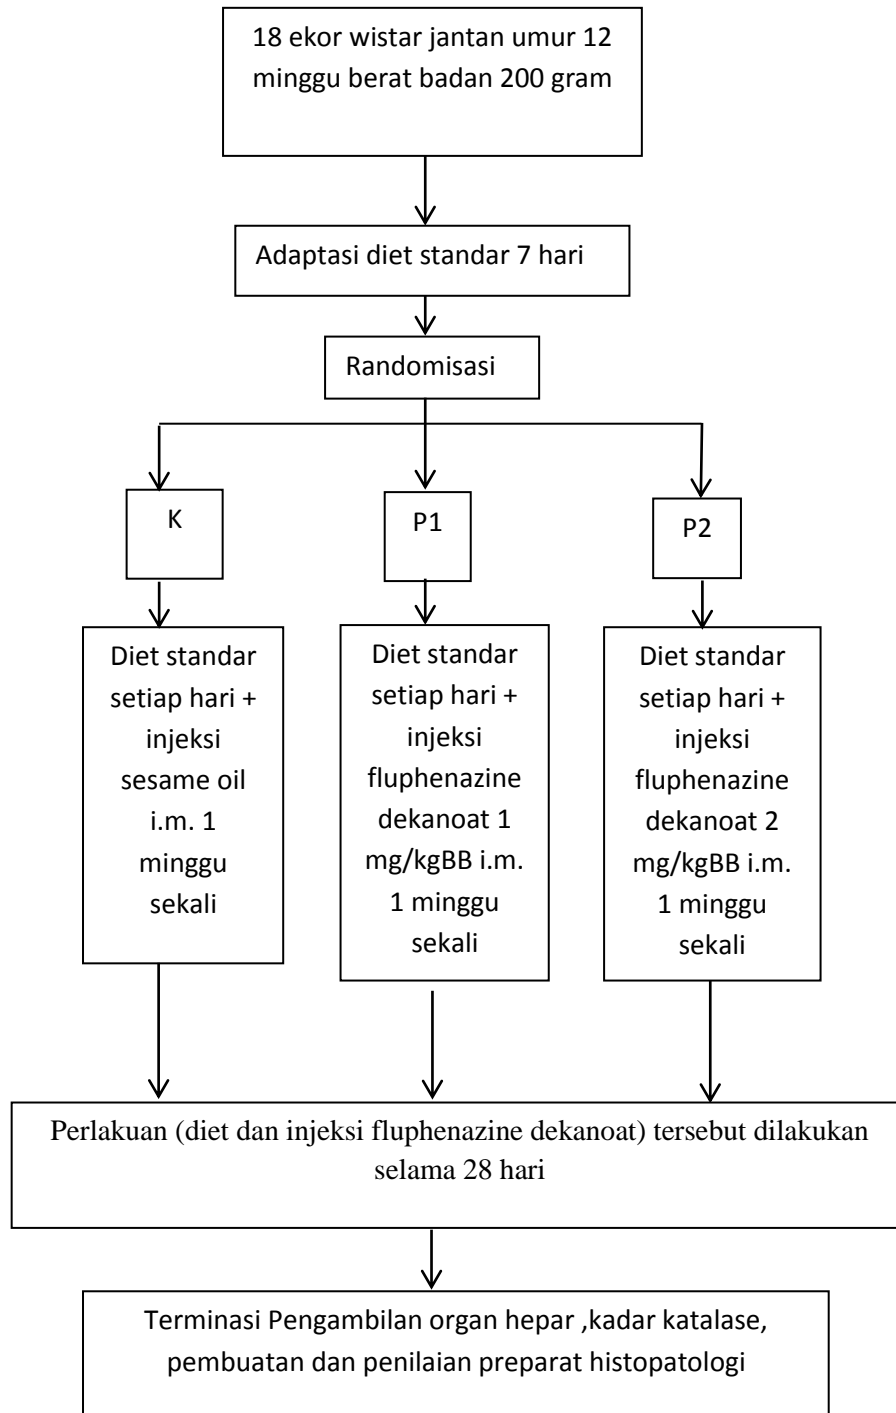 18 ekor wistar jantan umur 12
minggu berat badan 200 gram
Adaptasi diet standar 7 hari
Randomisasi
K
P1
P2
Diet standar
setiap hari +
injeksi
sesame oil
i.m. 1
minggu
sekali
Diet standar
setiap hari +
injeksi
fluphenazine
dekanoat 1
mg/kgBB i.m.
1 minggu
sekali
Diet standar
setiap hari +
injeksi
fluphenazine
dekanoat 2
mg/kgBB i.m.
1 minggu
sekali
Perlakuan (diet dan injeksi fluphenazine dekanoat) tersebut dilakukan
selama 28 hari
Terminasi Pengambilan organ hepar ,kadar katalase,
pembuatan dan penilaian preparat histopatologi